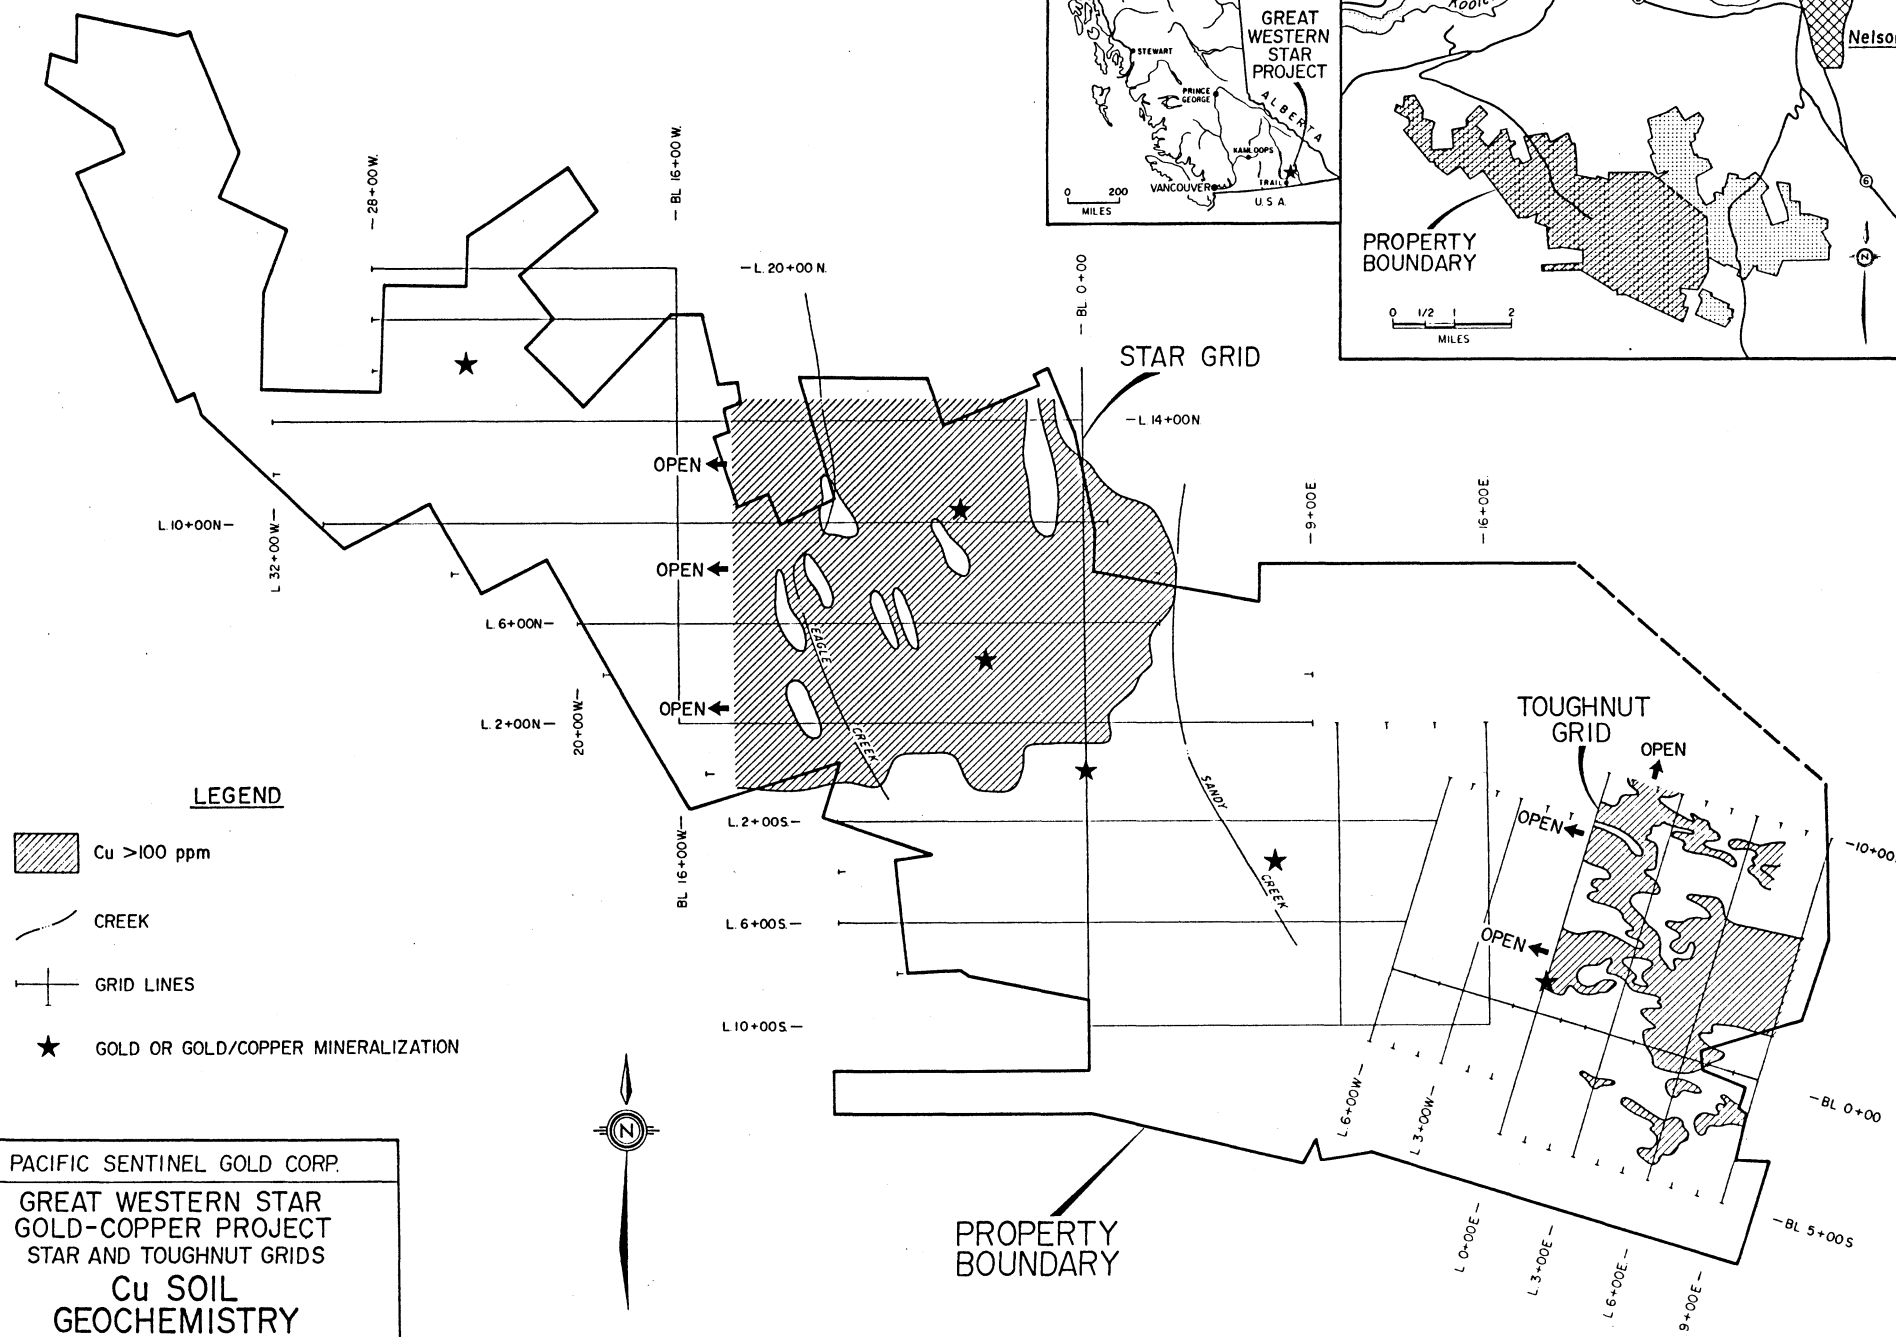 GREAT
WESTERN
STAR
PROJECT
STEWART
PRINCE
GEORGE
ALBERTA
KAMLOOPS
VANCOUVER
TRAIL
U.S.A.
0 200
MILES
Nelson
6
PROPERTY
BOUNDARY
N
0 1/2 1 2
MILES
28+00W.
BL 16+00W.
L. 20+00 N.
BL 0+00
STAR GRID
L 14+00N
OPEN
L 10+00N
L 32+00W.
OPEN
9+00E
16+00E
L. 6+00N
EAGLE
CREEK
OPEN
L. 2+00N
20+00W.
TOUGHNUT
GRID
OPEN
SANDY
CREEK
OPEN
L. 2+00S.
BL 16+00W
10+00S
L. 6+00S.
OPEN
L 10+00S.
L. 6+00W
L 3+00W
BL 0+00
BL 5+00S
L 0+00E
L. 3+00E
L 6+00E.
9+00E
PROPERTY
BOUNDARY
LEGEND
Cu >100 ppm
CREEK
GRID LINES
GOLD OR GOLD/COPPER MINERALIZATION
N
PACIFIC SENTINEL GOLD CORP.
GREAT WESTERN STAR
GOLD-COPPER PROJECT
STAR AND TOUGHNUT GRIDS
Cu SOIL
GEOCHEMISTRY